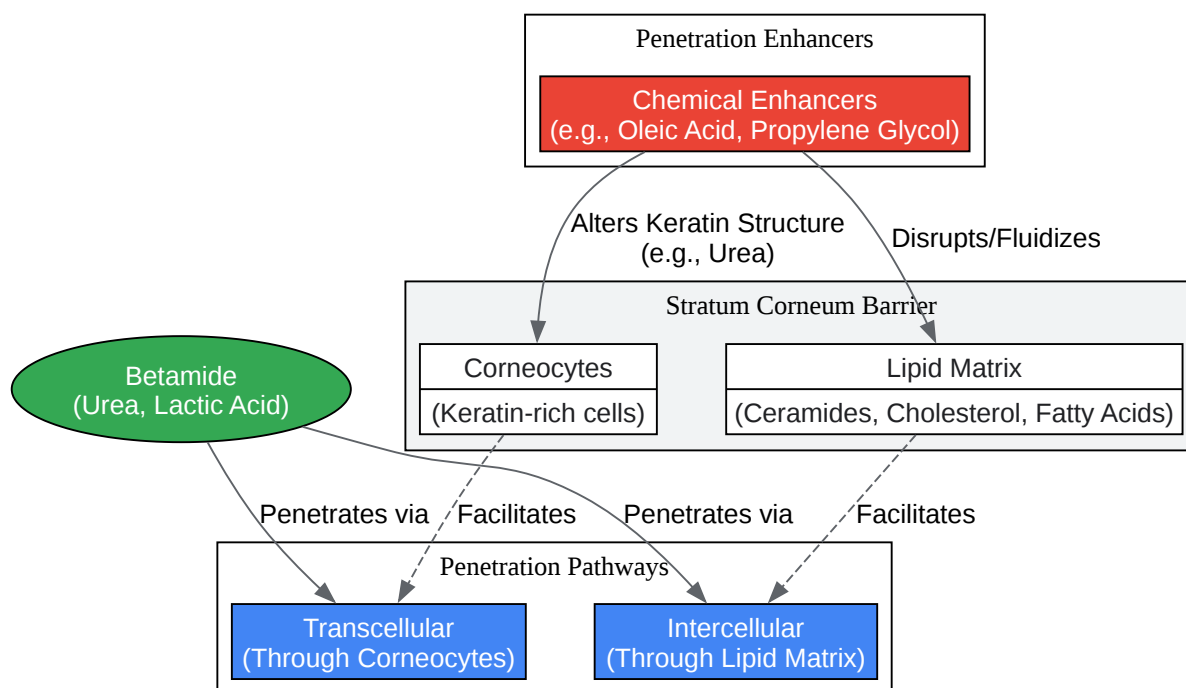 Penetration Enhancers
Chemical Enhancers
(e.g., Oleic Acid, Propylene Glycol)
Alters Keratin Structure
(e.g., Urea)
Disrupts/Fluidizes
Stratum Corneum Barrier
Corneocytes
(Keratin-rich cells)
Lipid Matrix
(Ceramides, Cholesterol, Fatty Acids)
Betamide
(Urea, Lactic Acid)
Penetrates via
Facilitates
Penetrates via
Facilitates
Penetration Pathways
Transcellular
(Through Corneocytes)
Intercellular
(Through Lipid Matrix)